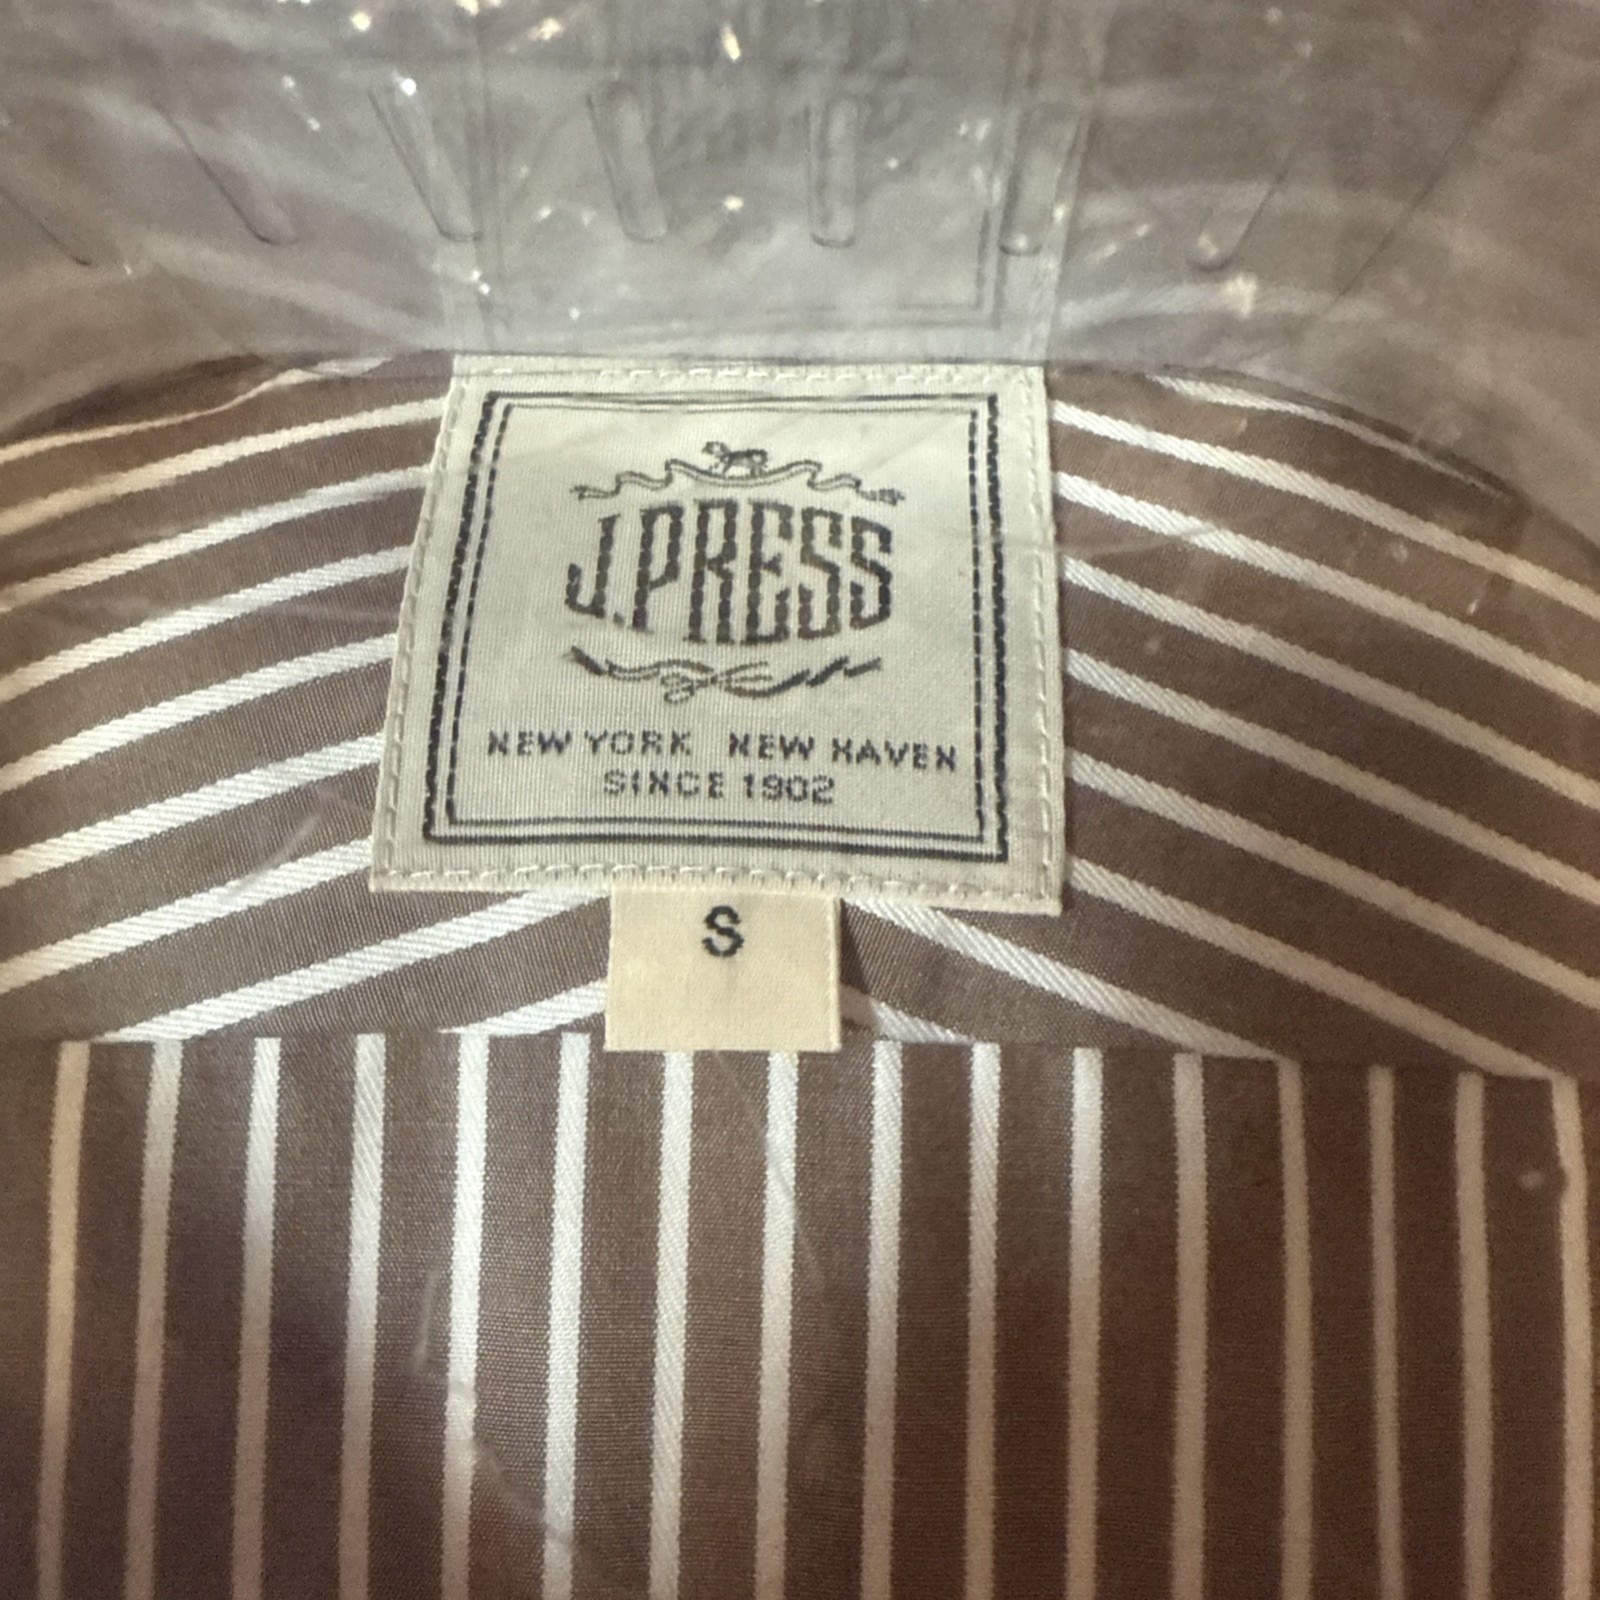 J.PRESS
NEW YORK NEW HAVEN
SINCE 1902
S